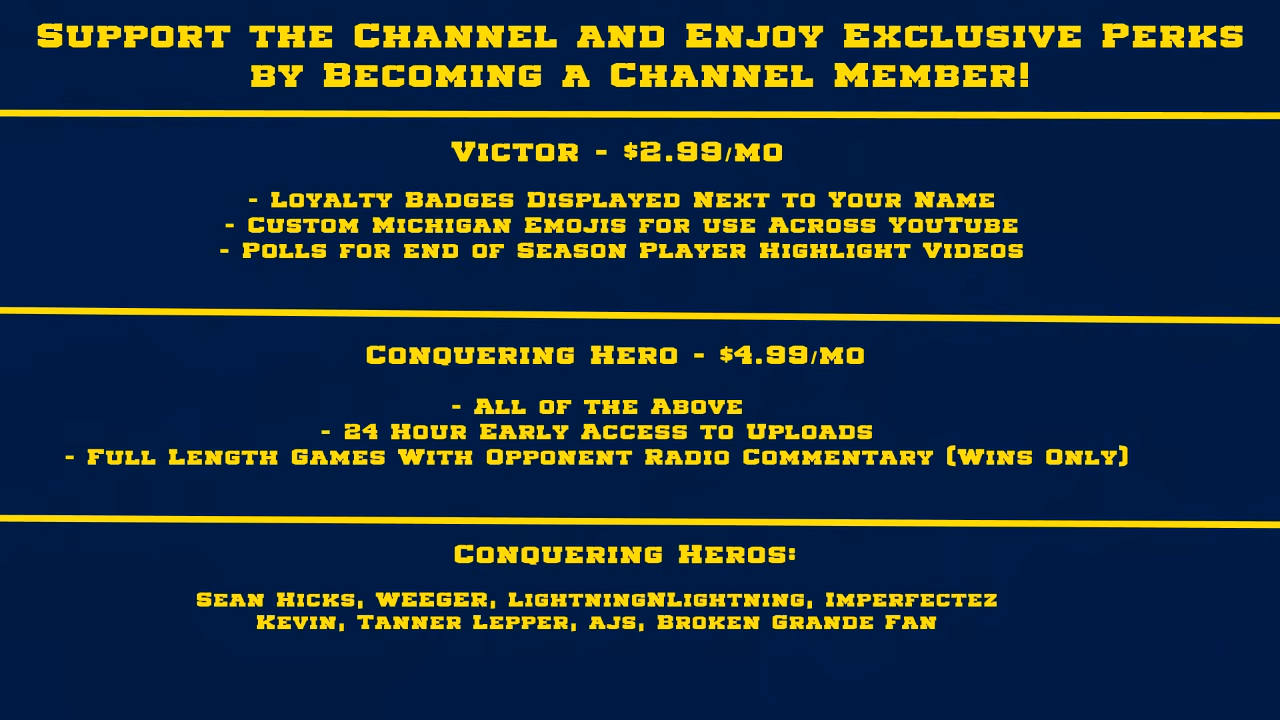 Support the Channel and Enjoy Exclusive Perks
by Becoming a Channel Member!
Victor - $2.99/mo
- Loyalty Badges Displayed Next to Your Name
- Custom Michigan Emojis for use Across YouTube
- Polls for end of Season Player Highlight Videos
Conquering Hero - $4.99/mo
- All of the Above
- 24 Hour Early Access to Uploads
- Full Length Games With Opponent Radio Commentary (Wins Only)
Conquering Heros:
Sean Hicks, WEEGER, LightningNLightning, Imperfectez
Kevin, Tanner Lepper, ajs, Broken Grande Fan